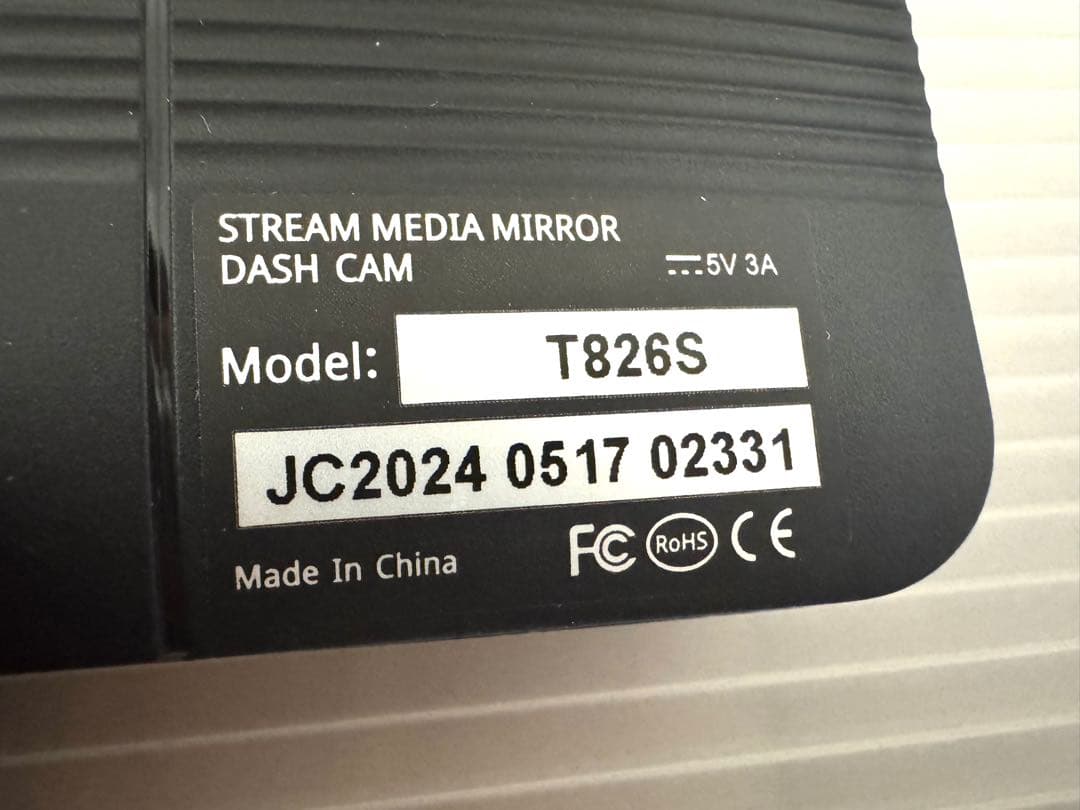 STREAM MEDIA MIRROR
DASH CAM
5V 3A
Model: T826S
JC2024 0517 02331
Made In China
FC RoHS CE